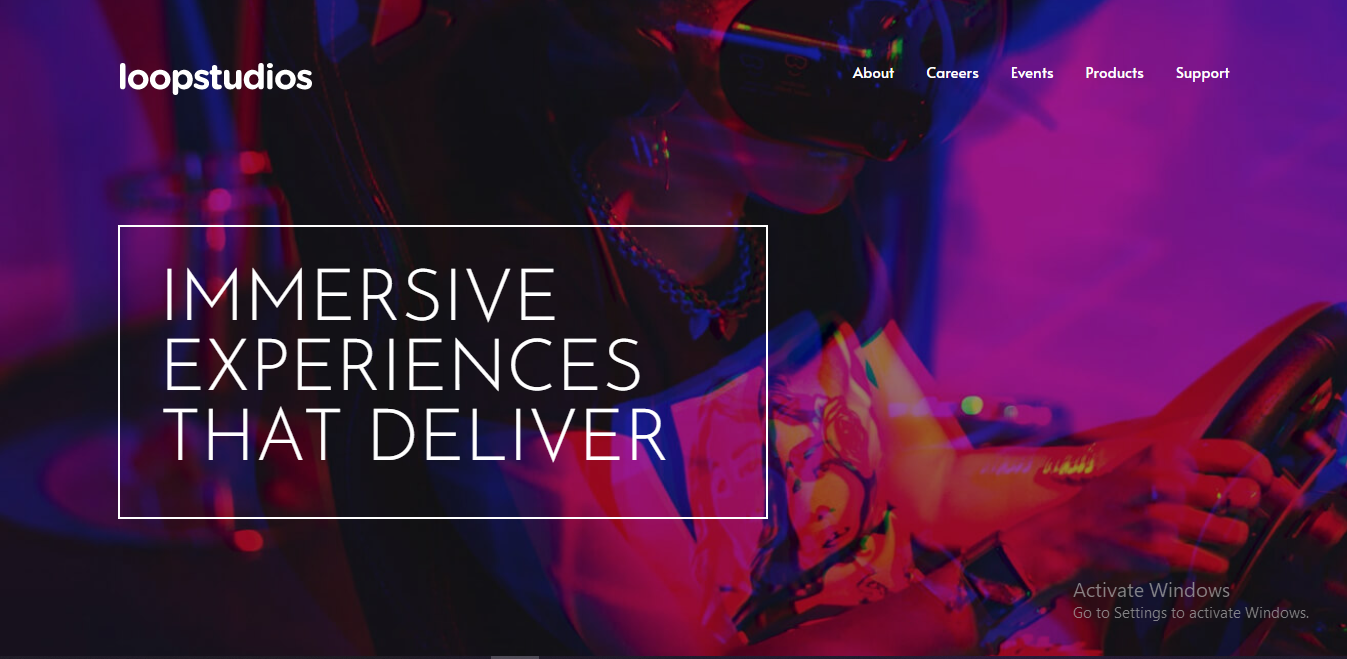 loopstudios
About Careers Events Products Support
IMMERSIVE
EXPERIENCES
THAT DELIVER
Activate Windows
Go to Settings to activate Windows.